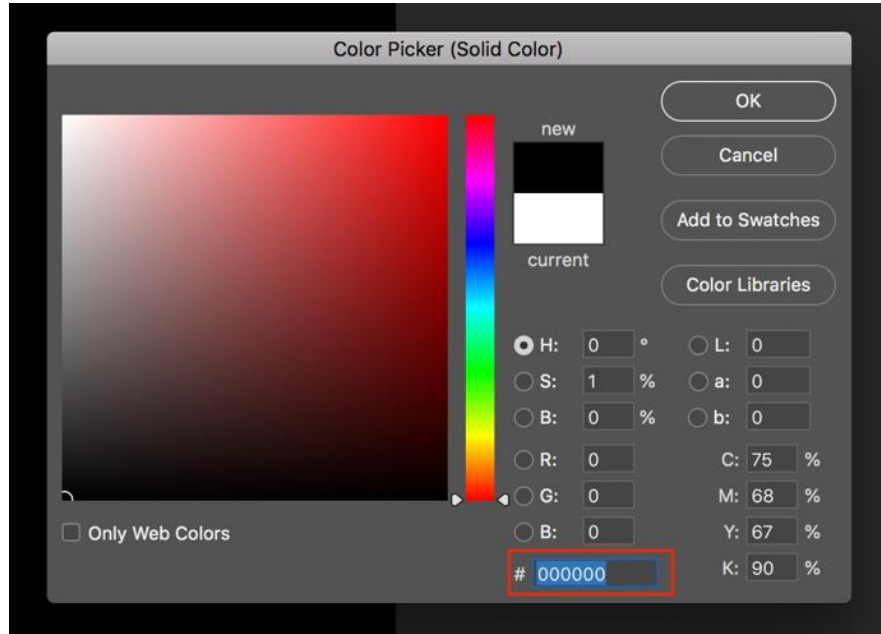 Color Picker (Solid Color)
OK
new
Cancel
Add to Swatches
current
Color Libraries
H: 0 ° L: 0
S: 1 % a: 0
B: 0 % b: 0
R: 0 C: 75 %
G: 0 M: 68 %
Only Web Colors B: 0 Y: 67 %
# 000000 K: 90 %